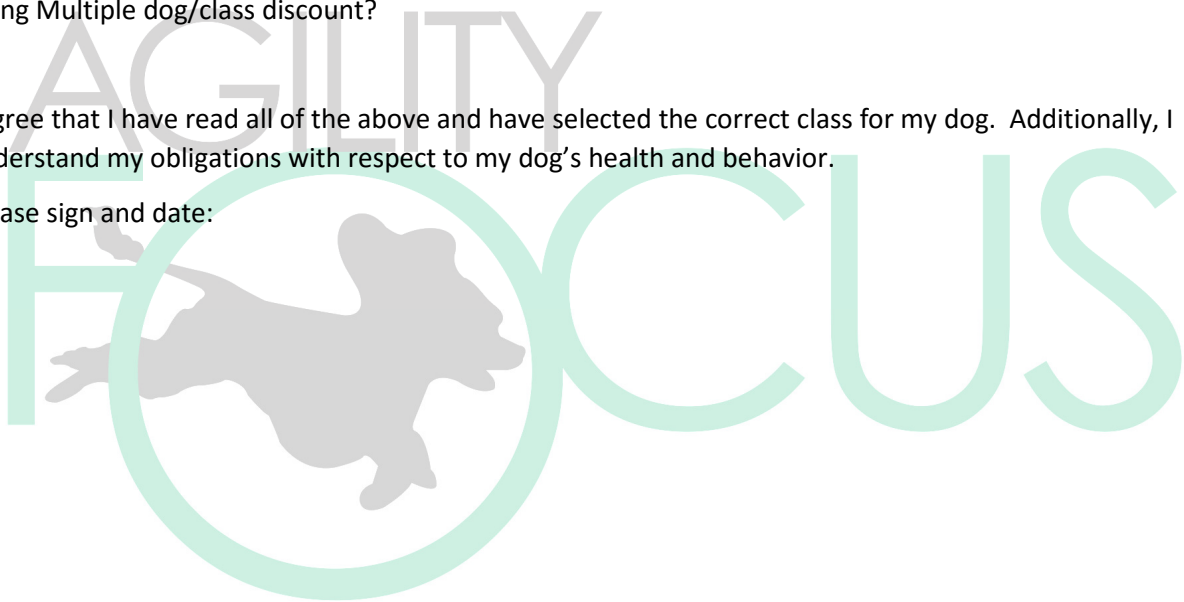 ing Multiple dog/class discount?
AGILITY
gree that I have read all of the above and have selected the correct class for my dog.  Additionally, I
derstand my obligations with respect to my dog’s health and behavior.
ase sign and date:
FOCUS